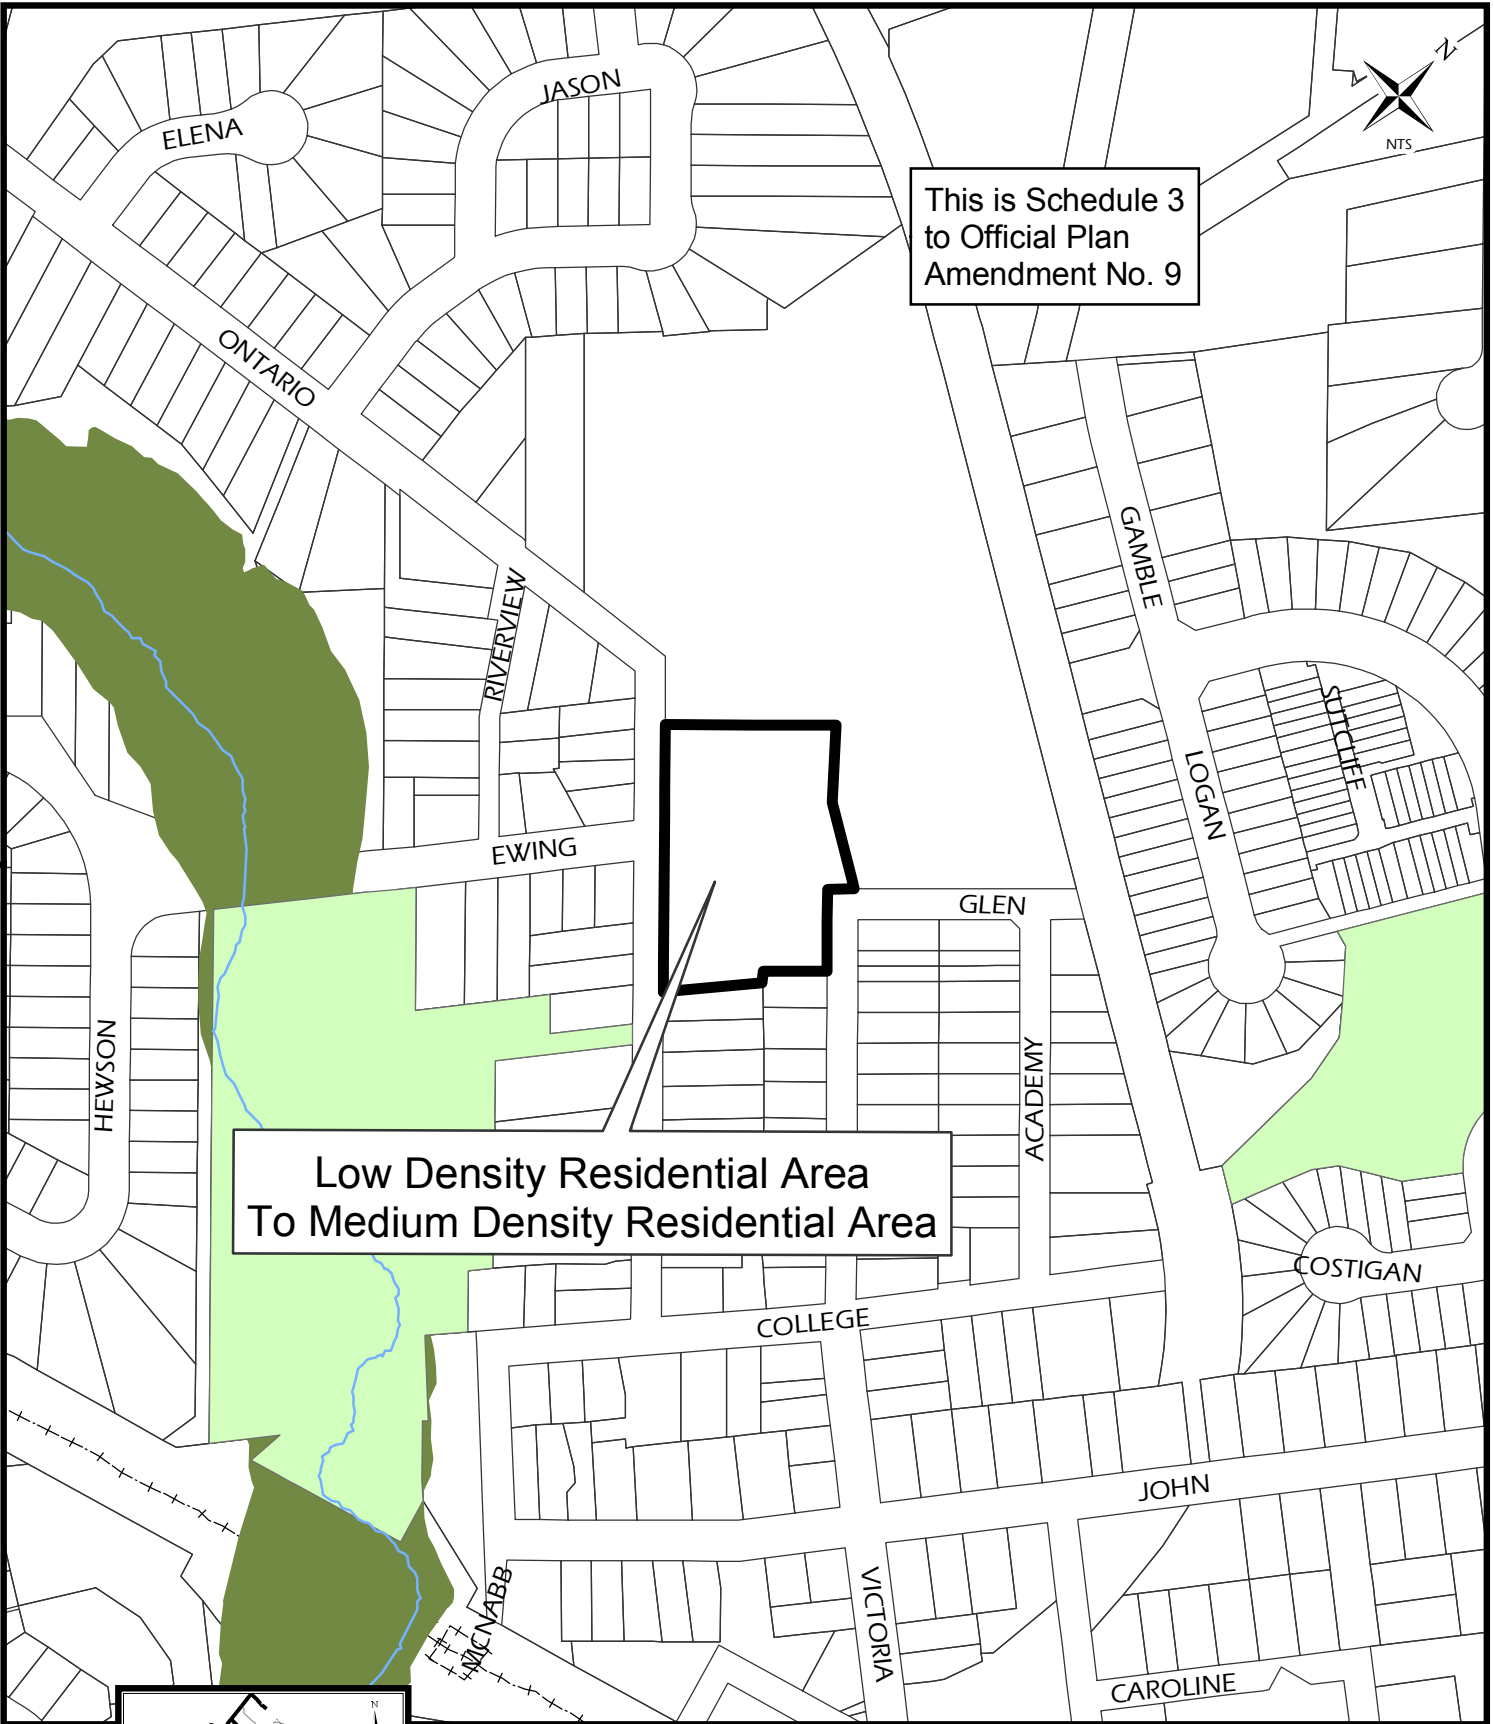 N
NTS
JASON
ELENA
This is Schedule 3
to Official Plan
Amendment No. 9
ONTARIO
GAMBLE
RIVERVIEW
SUTCLIFF
LOGAN
EWING
GLEN
HEWSON
ACADEMY
Low Density Residential Area
To Medium Density Residential Area
COSTIGAN
COLLEGE
JOHN
MCNABB
VICTORIA
CAROLINE
N